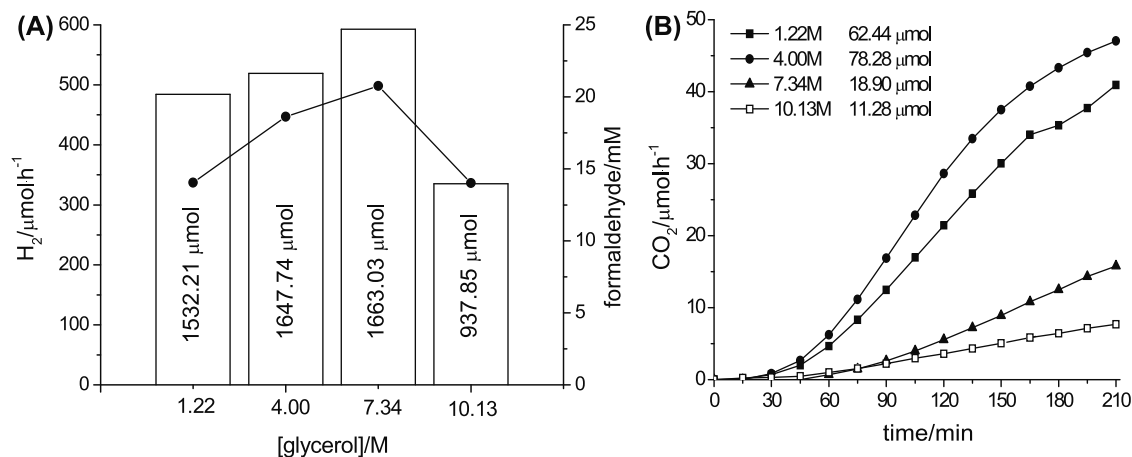 (A)
600
500
400
300
200
100
0
H₂/μmol·h⁻¹
1532.21 μmol
1647.74 μmol
1663.03 μmol
937.85 μmol
25
20
15
10
5
0
formaldehyde/mM
1.22 4.00 7.34 10.13
[glycerol]/M
(B)
1.22M 62.44 μmol
4.00M 78.28 μmol
7.34M 18.90 μmol
10.13M 11.28 μmol
50
40
30
20
10
0
CO₂/μmol·h⁻¹
0 30 60 90 120 150 180 210
time/min